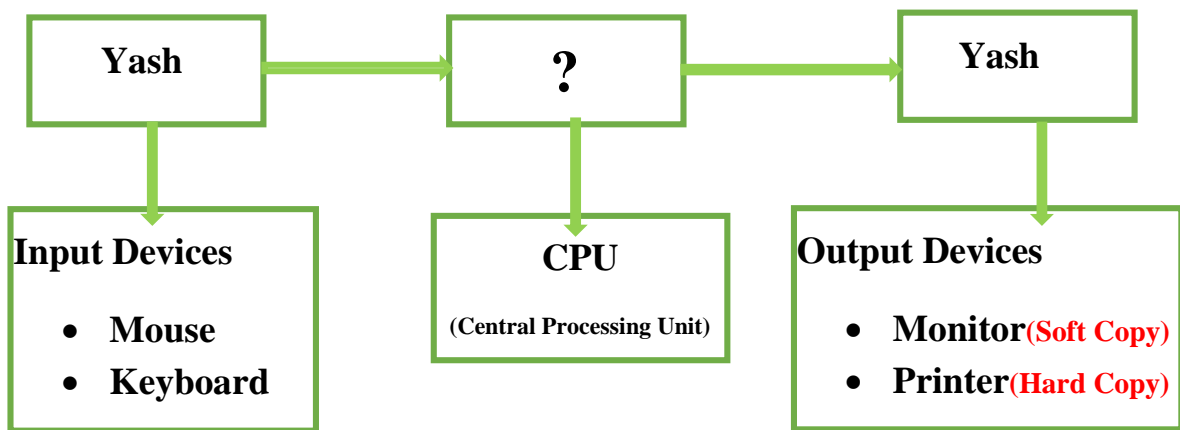 Yash
?
Yash
Input Devices
• Mouse
• Keyboard
CPU
(Central Processing Unit)
Output Devices
• Monitor(Soft Copy)
• Printer(Hard Copy)